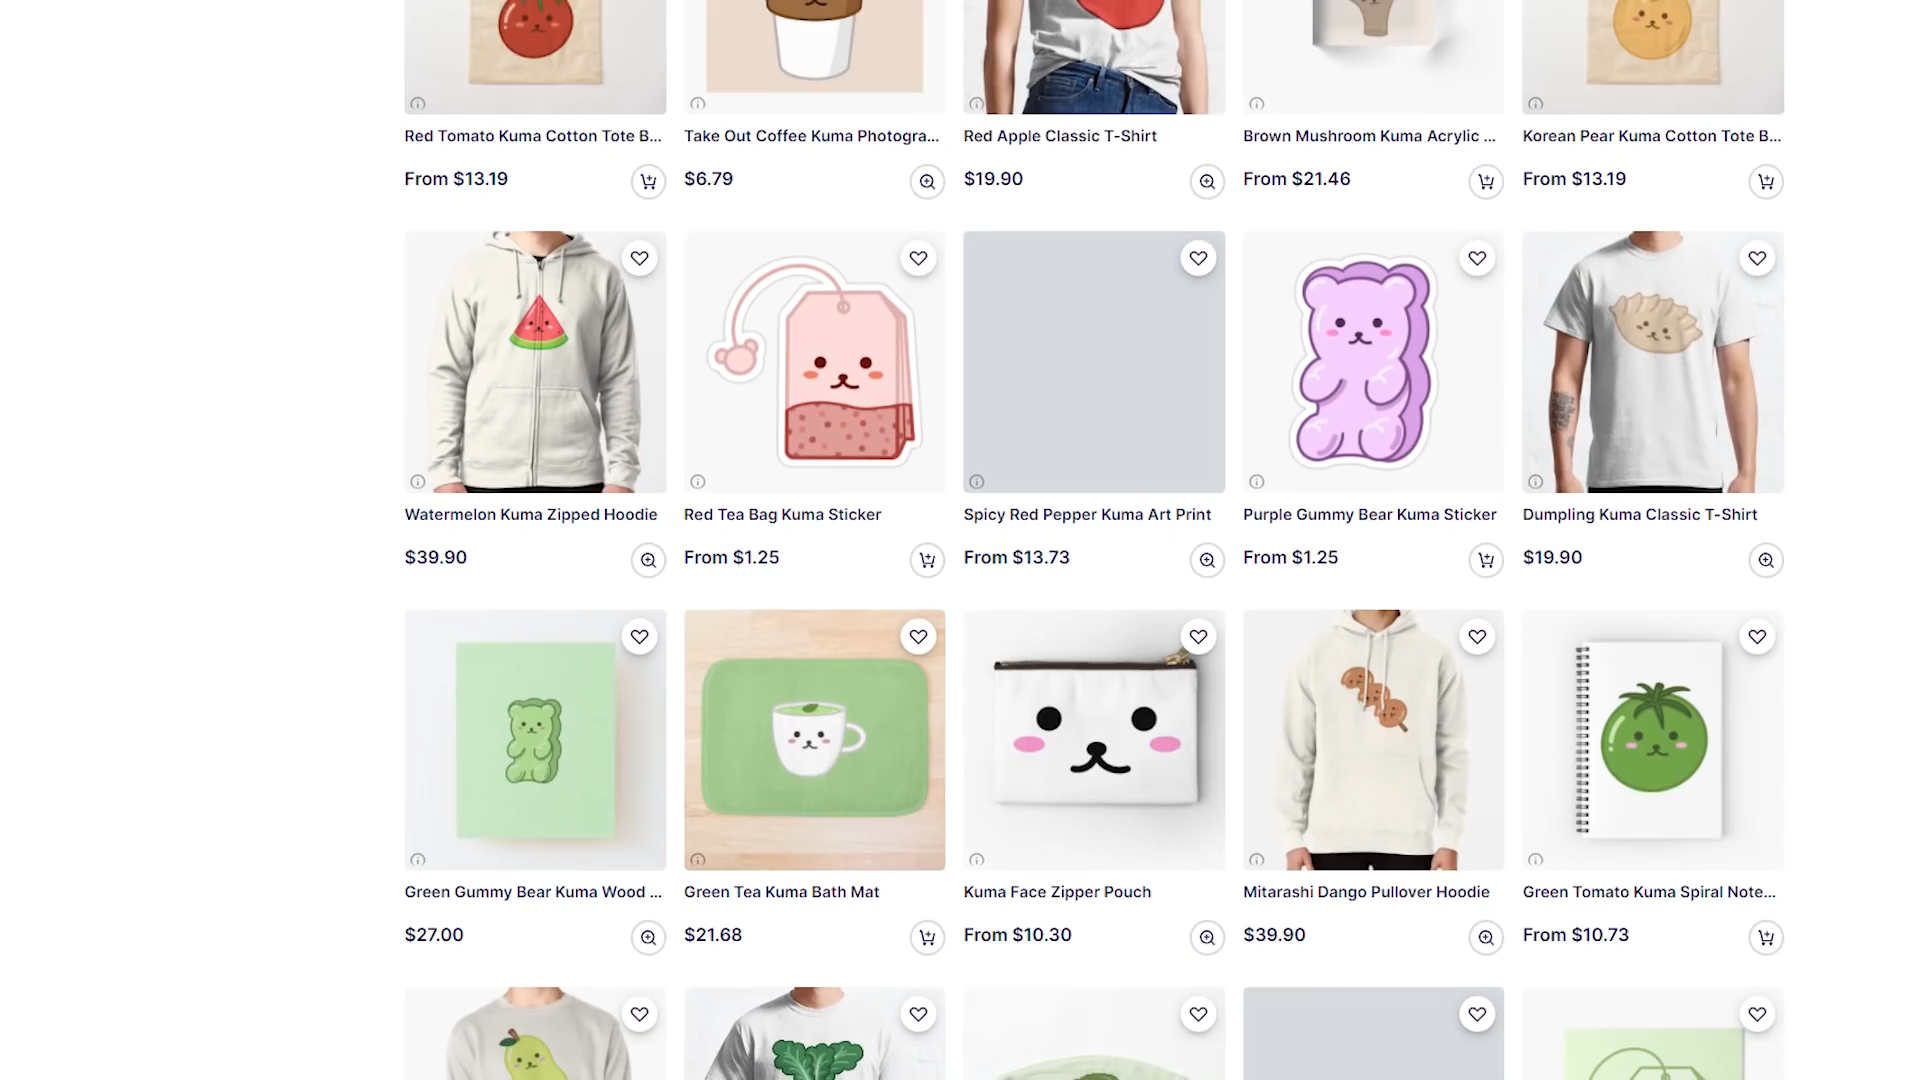 Red Tomato Kuma Cotton Tote B...
Take Out Coffee Kuma Photogra...
Red Apple Classic T-Shirt
Brown Mushroom Kuma Acrylic ...
Korean Pear Kuma Cotton Tote B...
From $13.19
$6.79
$19.90
From $21.46
From $13.19
Watermelon Kuma Zipped Hoodie
Red Tea Bag Kuma Sticker
Spicy Red Pepper Kuma Art Print
Purple Gummy Bear Kuma Sticker
Dumpling Kuma Classic T-Shirt
$39.90
From $1.25
From $13.73
From $1.25
$19.90
Green Gummy Bear Kuma Wood ...
Green Tea Kuma Bath Mat
Kuma Face Zipper Pouch
Mitarashi Dango Pullover Hoodie
Green Tomato Kuma Spiral Note...
$27.00
$21.68
From $10.30
$39.90
From $10.73